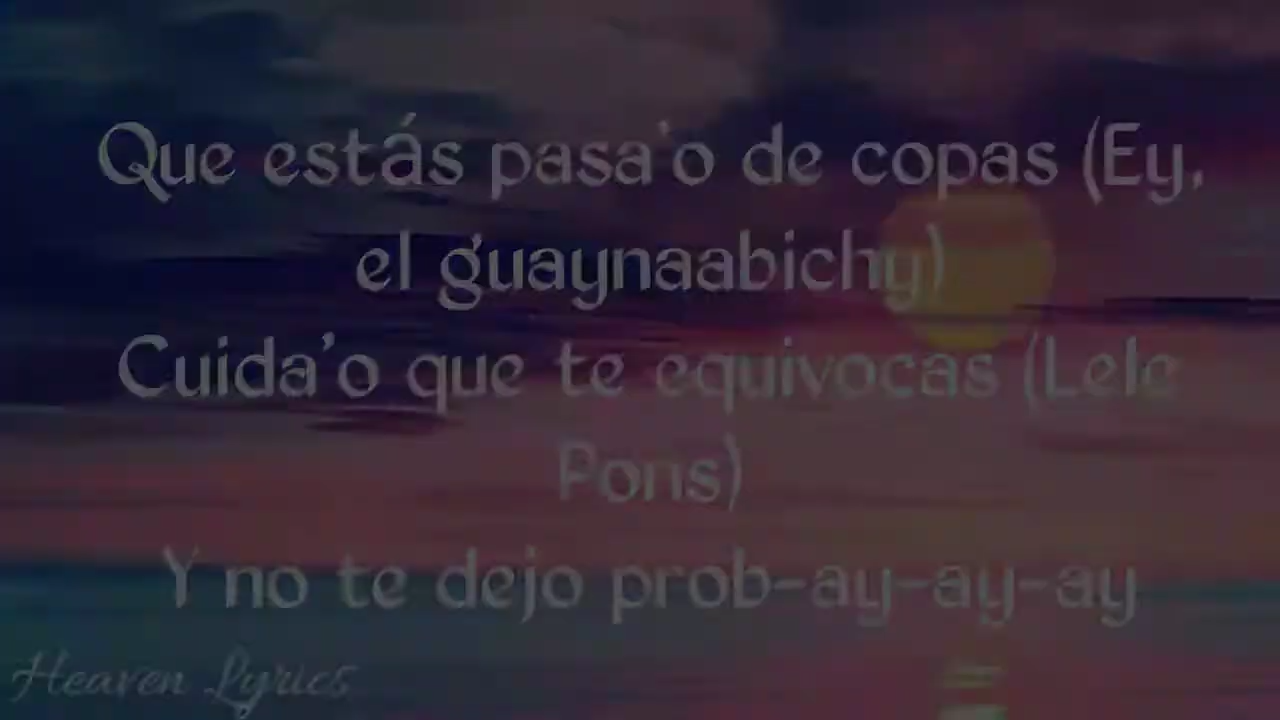 Que estás pasa'o de copas (Ey,
el guaynaabichy)
Cuida'o que te equivocas (Lele
Pons)
Y no te dejo prob-ay-ay-ay
Heaven Lyrics